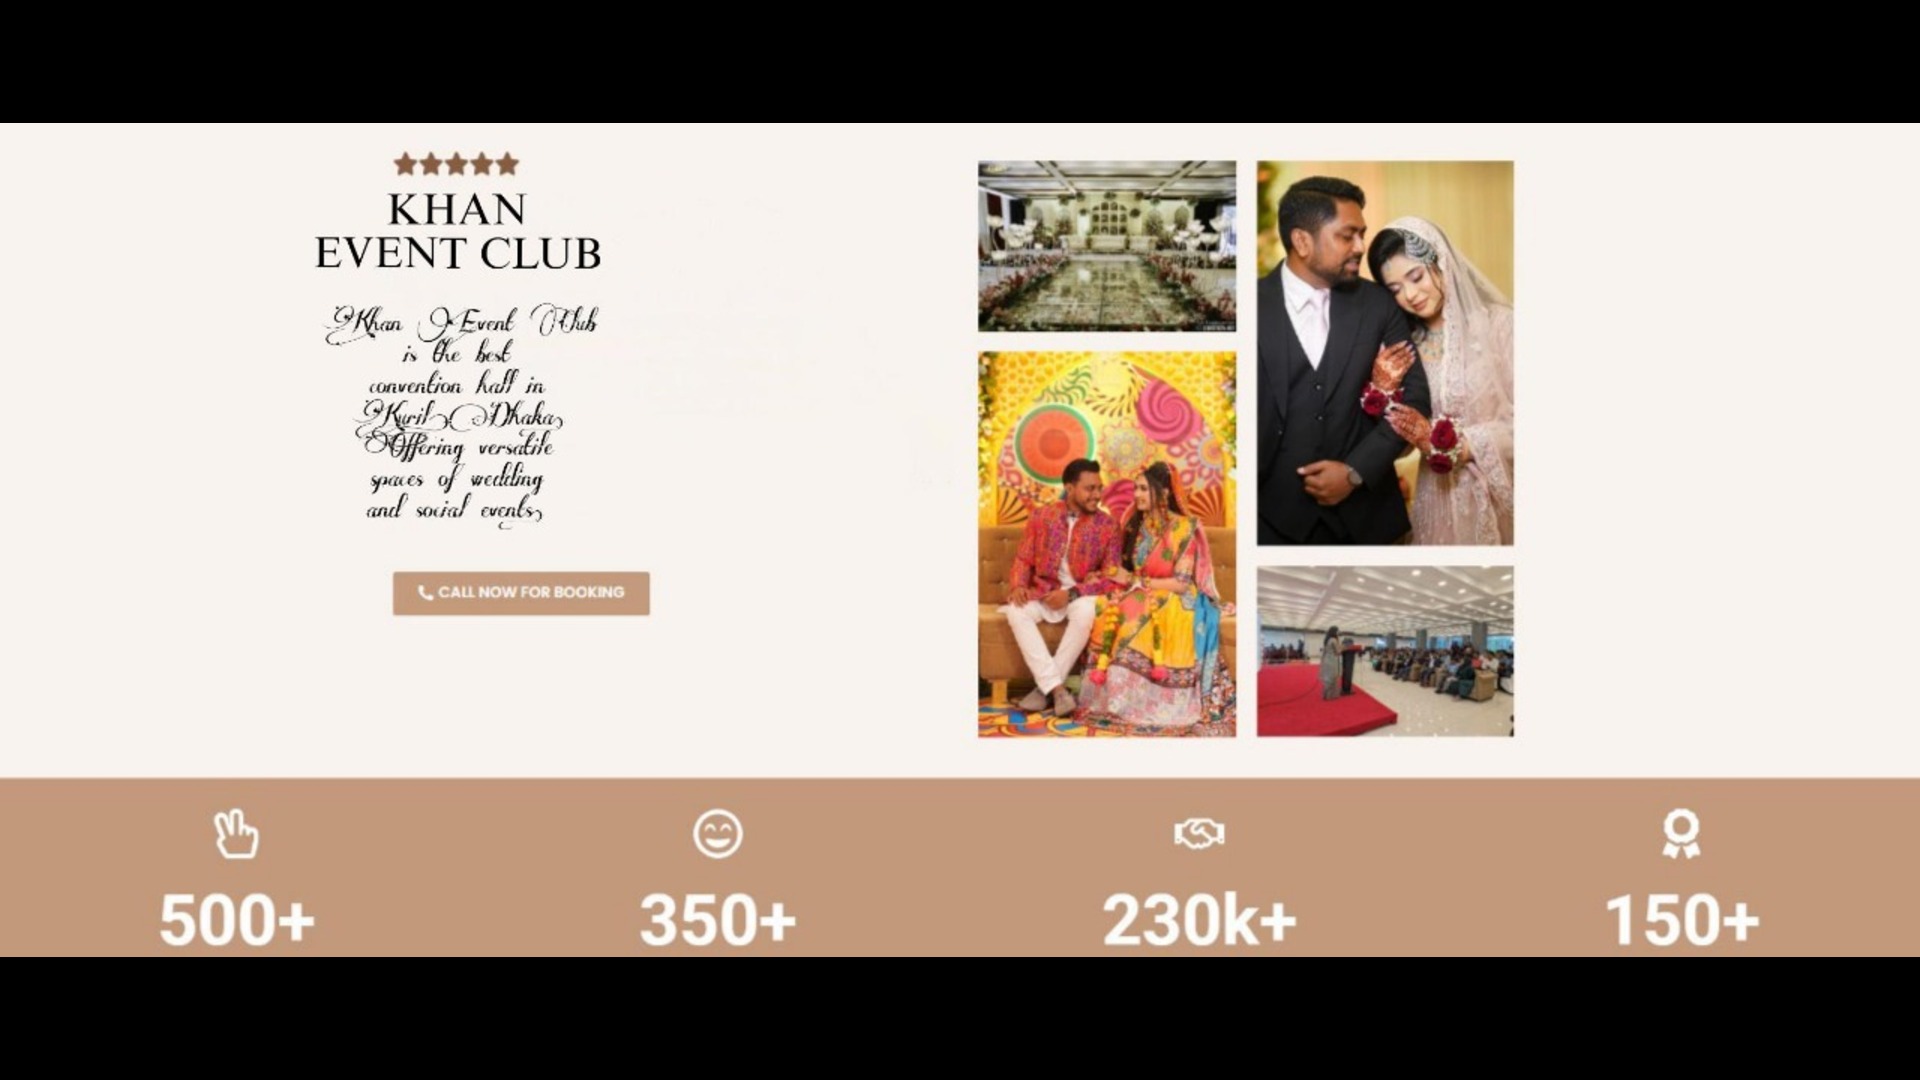 KHAN
EVENT CLUB
Khan Event Club
is the best
convention hall in
Kuril, Dhaka
Offering versatile
spaces of wedding
and social events,
CALL NOW FOR BOOKING
500+
350+
230k+
150+